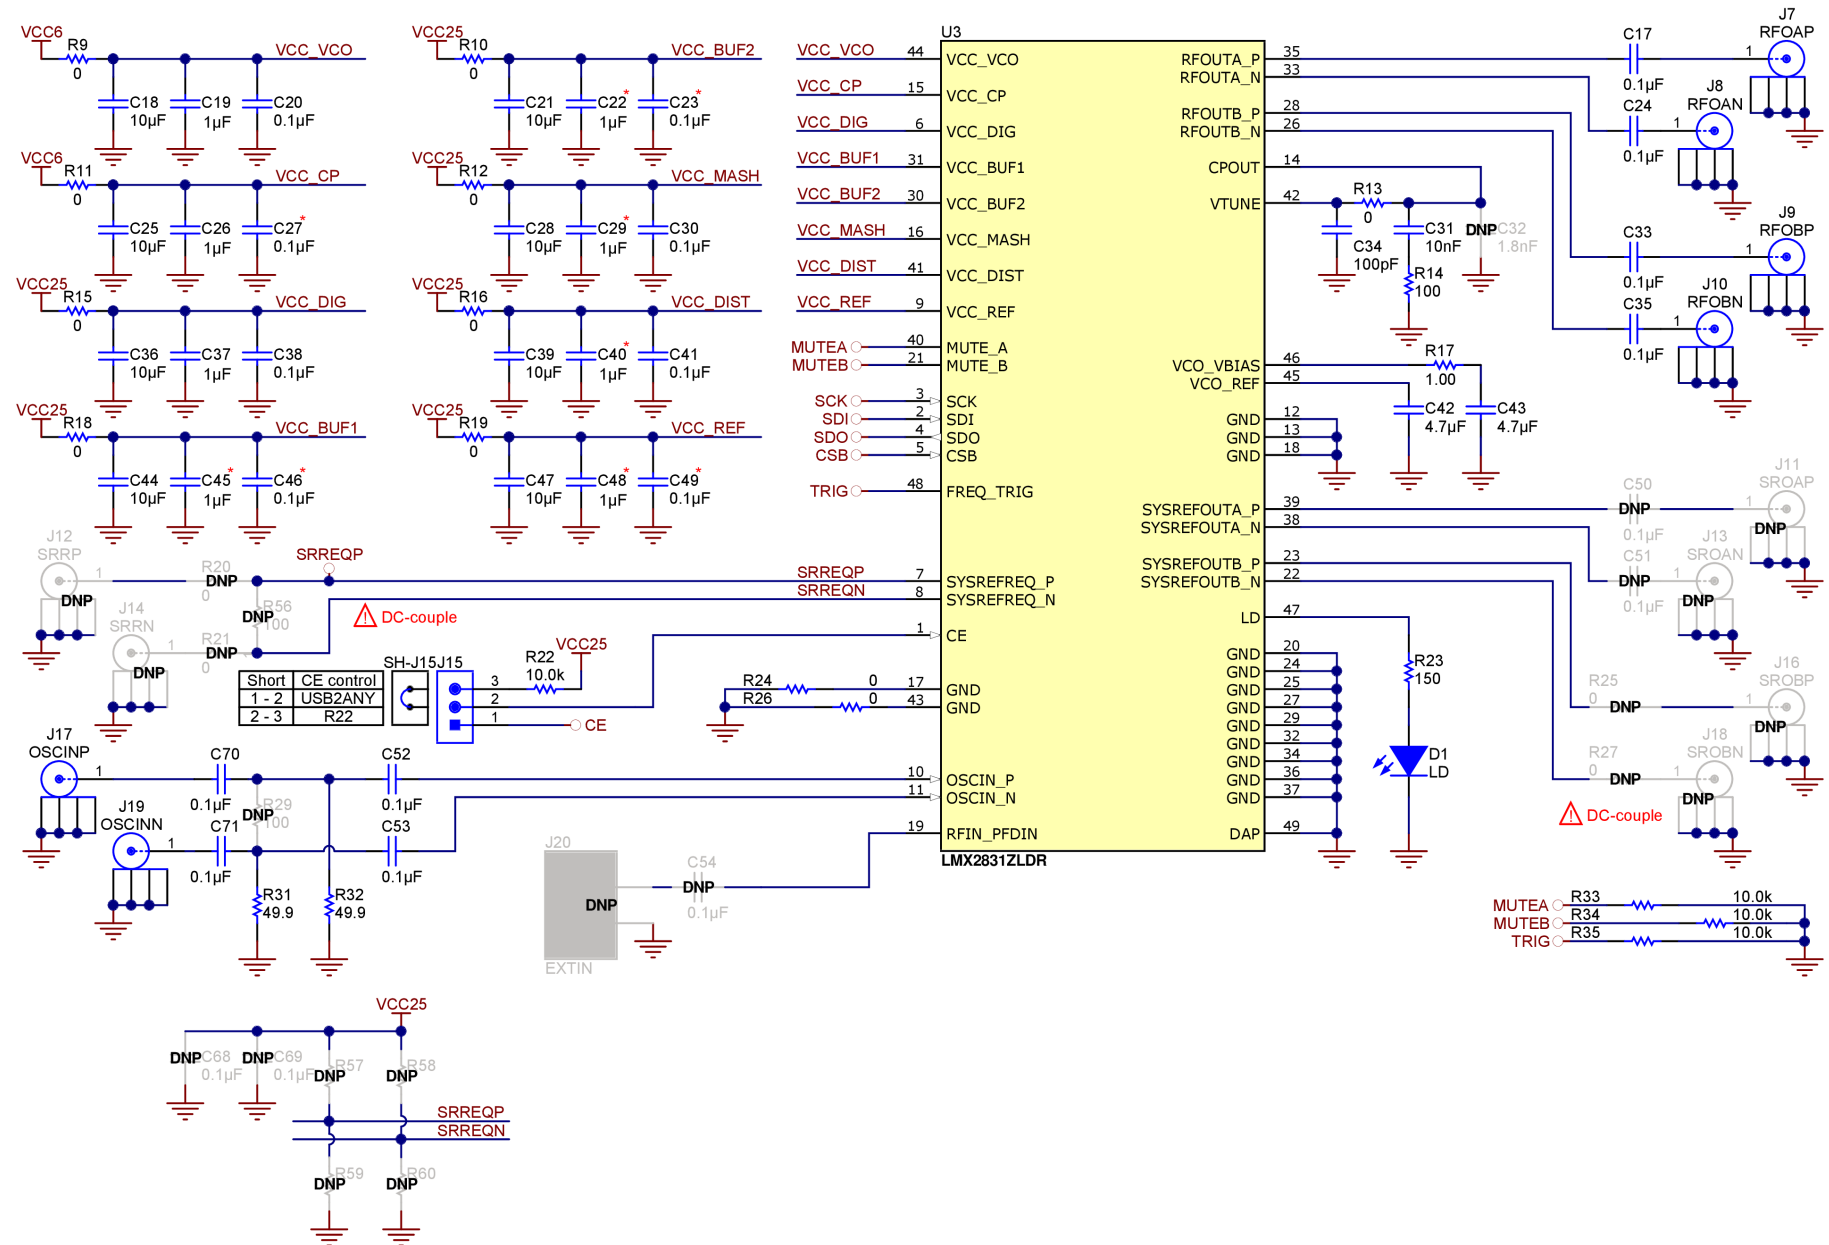 VCC6
R9
0
VCC_VCO
C18
10µF
C19
1µF
C20
0.1µF
VCC25
R10
0
VCC_BUF2
C21
10µF
C22
*
1µF
C23
*
0.1µF
VCC6
R11
0
VCC_CP
C25
10µF
C26
1µF
C27
*
0.1µF
VCC25
R12
0
VCC_MASH
C28
10µF
C29
*
1µF
C30
0.1µF
VCC25
R15
0
VCC_DIG
C36
10µF
C37
1µF
C38
0.1µF
VCC25
R16
0
VCC_DIST
C39
10µF
C40
*
1µF
C41
0.1µF
VCC25
R18
0
VCC_BUF1
C44
10µF
C45
*
1µF
C46
*
0.1µF
VCC25
R19
0
VCC_REF
C47
10µF
C48
*
1µF
C49
*
0.1µF
U3
VCC_VCO 44 VCC_VCO
VCC_CP 15 VCC_CP
VCC_DIG 6 VCC_DIG
VCC_BUF1 31 VCC_BUF1
VCC_BUF2 30 VCC_BUF2
VCC_MASH 16 VCC_MASH
VCC_DIST 41 VCC_DIST
VCC_REF 9 VCC_REF
MUTEA 40 MUTE_A
MUTEB 21 MUTE_B
SCK 3 SCK
SDI 2 SDI
SDO 4 SDO
CSB 5 CSB
TRIG 48 FREQ_TRIG
SRREQP 7 SYSREFREQ_P
SRREQN 8 SYSREFREQ_N
1 CE
17 GND
43 GND
10 OSCIN_P
11 OSCIN_N
19 RFIN_PFDIN
LMX2831ZLDR
RFOUTA_P 35
RFOUTA_N 33
RFOUTB_P 28
RFOUTB_N 26
CPOUT 14
VTUNE 42
VCO_VBIAS 46
VCO_REF 45
GND 12
GND 13
GND 18
SYSREFOUTA_P 39
SYSREFOUTA_N 38
SYSREFOUTB_P 23
SYSREFOUTB_N 22
LD 47
GND 20
GND 24
GND 25
GND 27
GND 29
GND 32
GND 34
GND 36
GND 37
DAP 49
C17
0.1µF
1
J7
RFOAP
C24
0.1µF
1
J8
RFOAN
C33
0.1µF
1
J9
RFOBP
C35
0.1µF
1
J10
RFOBN
R13
0
C34
100pF
C31
10nF
R14
100
DNP
C32
1.8nF
R17
1.00
C42
4.7µF
C43
4.7µF
C50
DNP
0.1µF
1
J11
SROAP
DNP
C51
DNP
0.1µF
1
J13
SROAN
DNP
R25
0
DNP
1
J16
SROBP
DNP
R27
0
DNP
1
J18
SROBN
DNP
DC-couple
R23
150
D1
LD
MUTEA R33 10.0k
MUTEB R34 10.0k
TRIG R35 10.0k
J12
SRRP
1
DNP
R20
DNP
0
SRREQP
J14
SRRN
1
DNP
R21
DNP
0
R56
DNP
100
DC-couple
Short CE control
1 - 2 USB2ANY
2 - 3 R22
SH-J15
J15
3
2
1
R22
10.0k
VCC25
CE
R24 0
R26 0
J17
OSCINP
1
C70
0.1µF
C52
0.1µF
R29
DNP
100
J19
OSCINN
1
C71
0.1µF
C53
0.1µF
R31
49.9
R32
49.9
J20
DNP
EXTIN
C54
DNP
0.1µF
VCC25
DNP
C68
0.1µF
DNP
C69
0.1µF
R57
DNP
R58
DNP
SRREQP
SRREQN
R59
DNP
R60
DNP